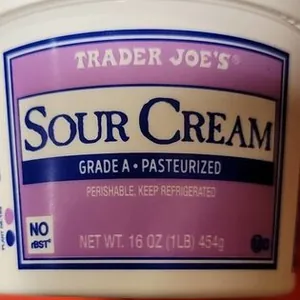 TRADER JOE'S®
SOUR CREAM
GRADE A • PASTEURIZED
PERISHABLE, KEEP REFRIGERATED
NO
rBST*
NET WT. 16 OZ (1LB) 454g